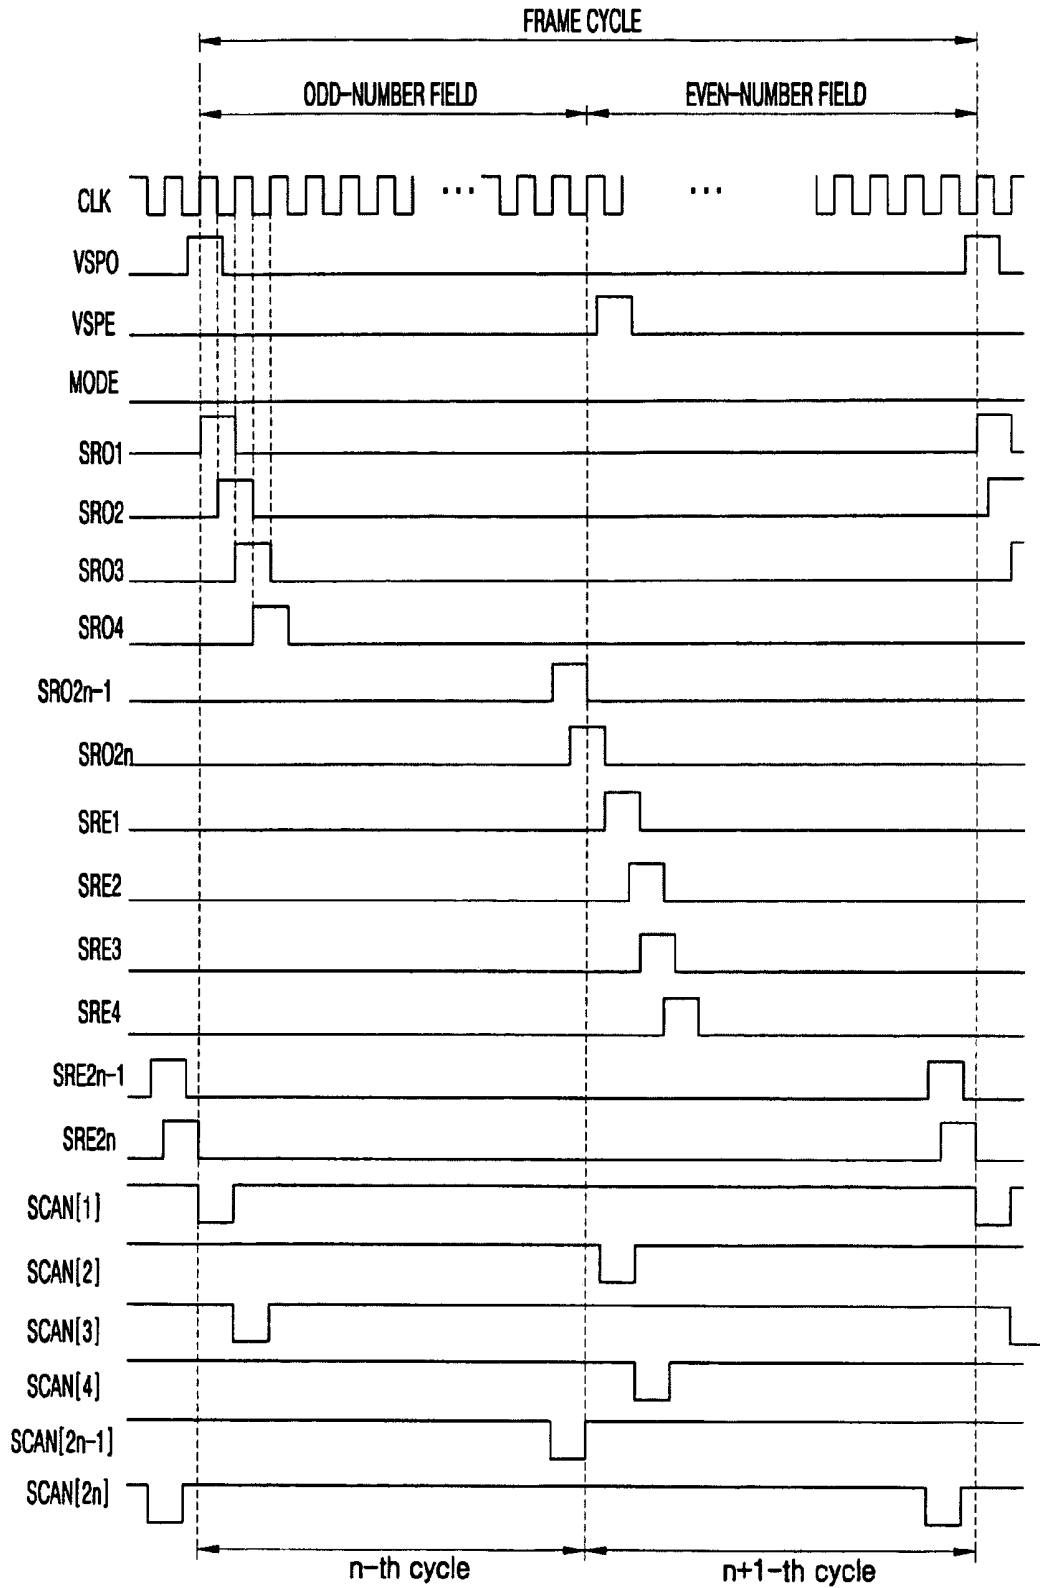 FRAME CYCLE
ODD-NUMBER FIELD
EVEN-NUMBER FIELD
CLK
...
...
VSPO
VSPE
MODE
SRO1
SRO2
SRO3
SRO4
SRO2n-1
SRO2n
SRE1
SRE2
SRE3
SRE4
SRE2n-1
SRE2n
SCAN[1]
SCAN[2]
SCAN[3]
SCAN[4]
SCAN[2n-1]
SCAN[2n]
n-th cycle
n+1-th cycle